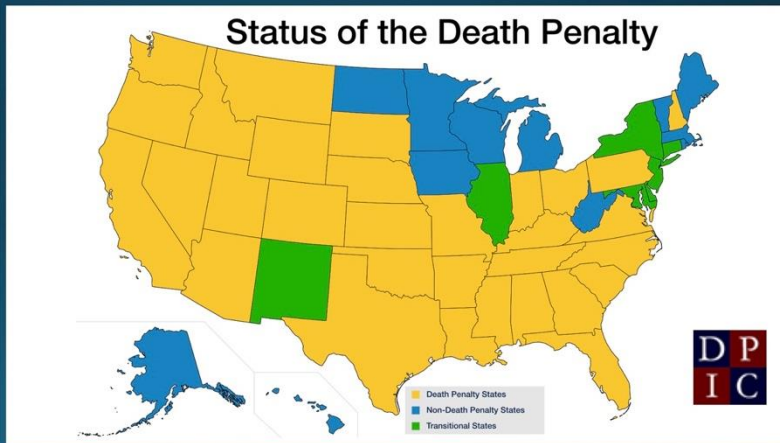 Status of the Death Penalty
D P
I C
Death Penalty States
Non-Death Penalty States
Transitional States